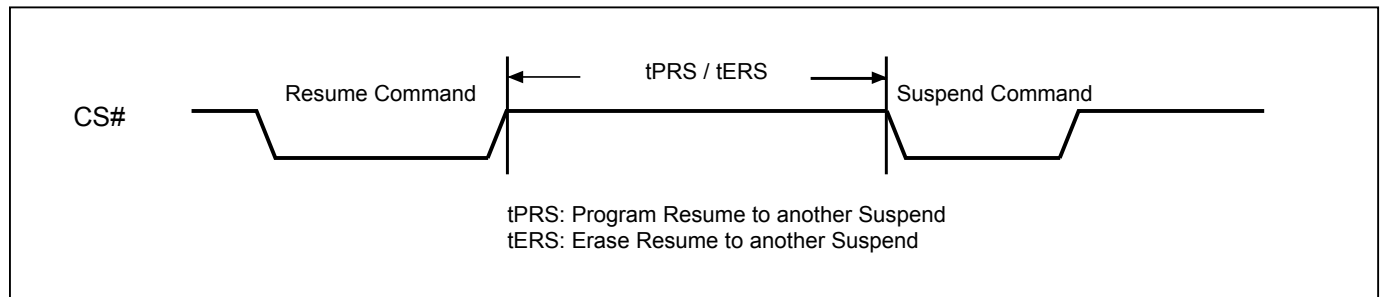 tPRS / tERS
Resume Command
Suspend Command
CS#
tPRS: Program Resume to another Suspend
tERS: Erase Resume to another Suspend